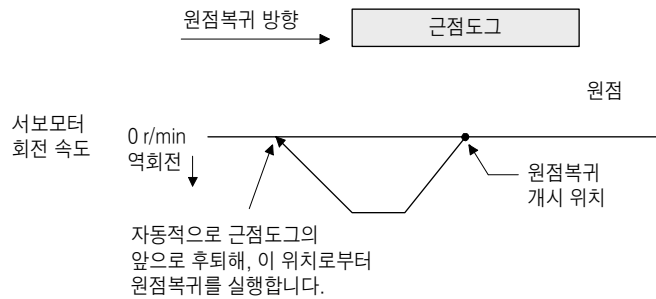 원점복귀 방향
근점도그
원점
서보모터
회전 속도
0 r/min
역회전
원점복귀
개시 위치
자동적으로 근점도그의
앞으로 후퇴해, 이 위치로부터
원점복귀를 실행합니다.